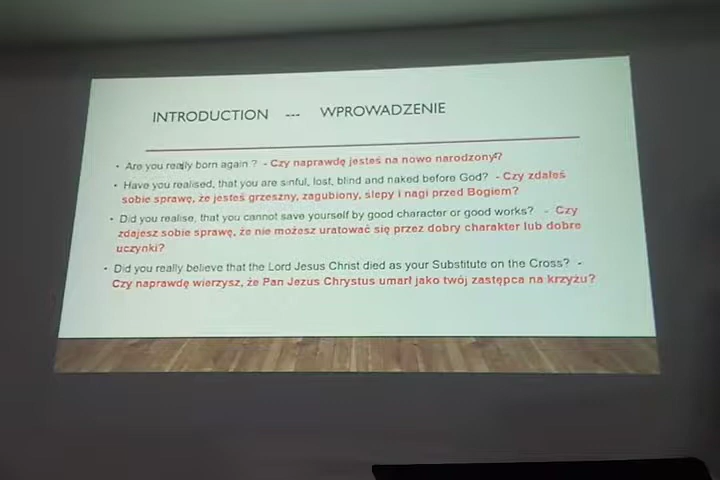 INTRODUCTION --- WPROWADZENIE
• Are you really born again ? - Czy naprawdę jesteś na nowo narodzony?
• Have you realised, that you are sinful, lost, blind and naked before God? - Czy zdałeś
sobie sprawę, że jesteś grzeszny, zagubiony, ślepy i nagi przed Bogiem?
• Did you realise, that you cannot save yourself by good character or good works? - Czy
zdajesz sobie sprawę, że nie możesz uratować się przez dobry charakter lub dobre
uczynki?
• Did you really believe that the Lord Jesus Christ died as your Substitute on the Cross? -
Czy naprawdę wierzysz, że Pan Jezus Chrystus umarł jako twój zastępca na krzyżu?